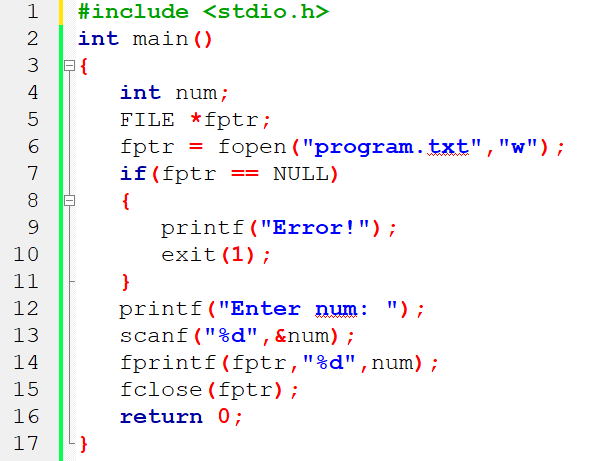 1 #include <stdio.h>
2 int main()
3 {
4 int num;
5 FILE *fptr;
6 fptr = fopen("program.txt","w");
7 if(fptr == NULL)
8 {
9 printf("Error!");
10 exit(1);
11 }
12 printf("Enter num: ");
13 scanf("%d",&num);
14 fprintf(fptr,"%d",num);
15 fclose(fptr);
16 return 0;
17 }